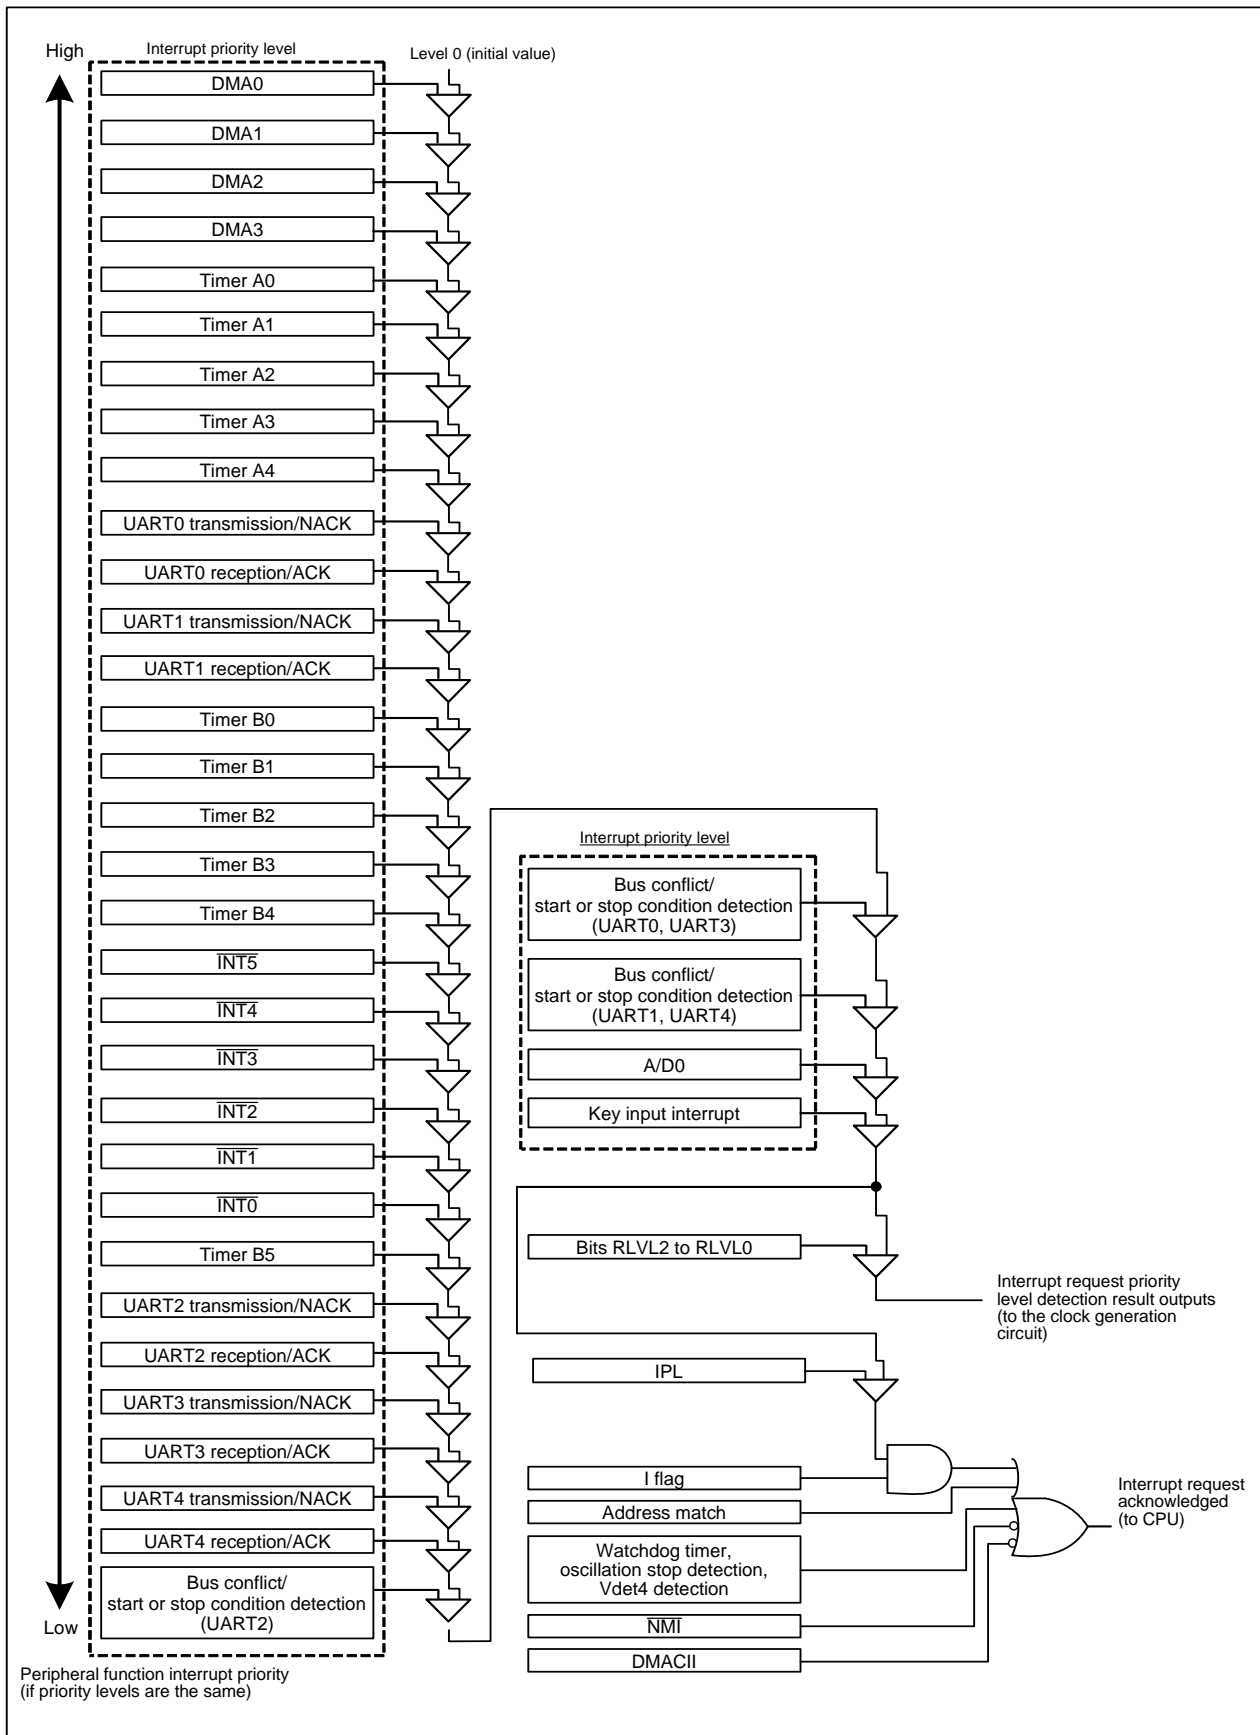 High
Interrupt priority level
Level 0 (initial value)
DMA0
DMA1
DMA2
DMA3
Timer A0
Timer A1
Timer A2
Timer A3
Timer A4
UART0 transmission/NACK
UART0 reception/ACK
UART1 transmission/NACK
UART1 reception/ACK
Timer B0
Timer B1
Timer B2
Timer B3
Timer B4
INT5
INT4
INT3
INT2
INT1
INT0
Timer B5
UART2 transmission/NACK
UART2 reception/ACK
UART3 transmission/NACK
UART3 reception/ACK
UART4 transmission/NACK
UART4 reception/ACK
Bus conflict/
start or stop condition detection
(UART2)
Low
Peripheral function interrupt priority
(if priority levels are the same)
Interrupt priority level
Bus conflict/
start or stop condition detection
(UART0, UART3)
Bus conflict/
start or stop condition detection
(UART1, UART4)
A/D0
Key input interrupt
Bits RLVL2 to RLVL0
Interrupt request priority
level detection result outputs
(to the clock generation
circuit)
IPL
I flag
Address match
Watchdog timer,
oscillation stop detection,
Vdet4 detection
NMI
DMACII
Interrupt request
acknowledged
(to CPU)